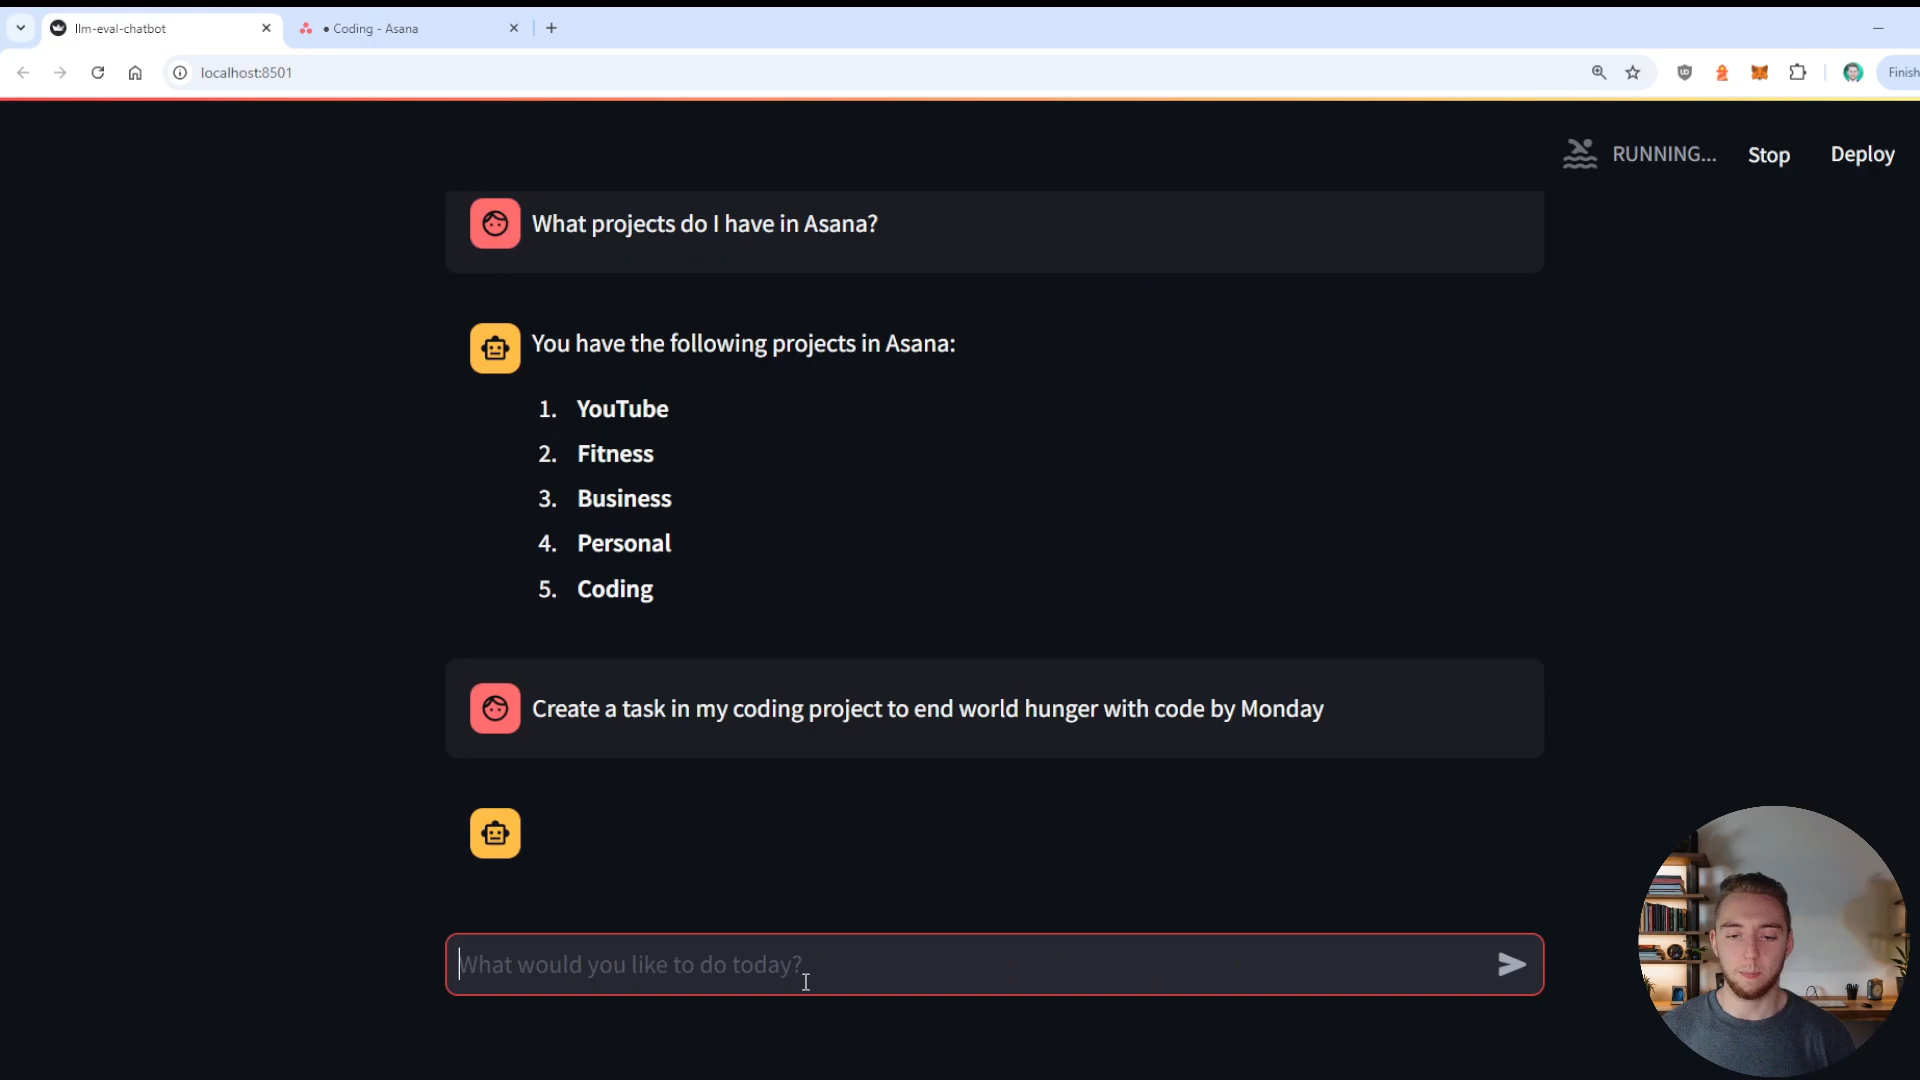 llm-eval-chatbot
• Coding - Asana
localhost:8501
Finish
RUNNING...
Stop
Deploy
What projects do I have in Asana?
You have the following projects in Asana:
1. YouTube
2. Fitness
3. Business
4. Personal
5. Coding
Create a task in my coding project to end world hunger with code by Monday
What would you like to do today?